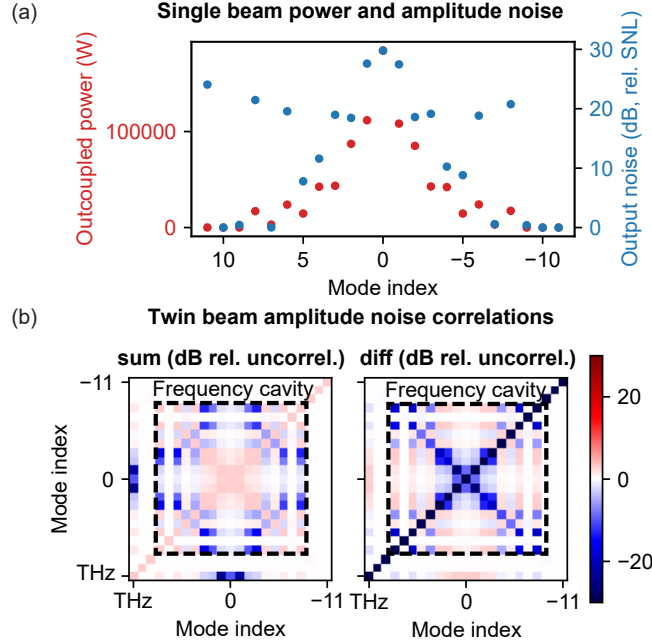 (a)
Single beam power and amplitude noise
Outcoupled power (W)
100000
0
30
20
10
0
Output noise (dB, rel. SNL)
10
5
0
−5
−10
Mode index
(b)
Twin beam amplitude noise correlations
sum (dB rel. uncorrel.)
diff (dB rel. uncorrel.)
Frequency cavity
Frequency cavity
Mode index
−11
0
THz
THz
0
−11
Mode index
THz
0
−11
Mode index
20
0
−20